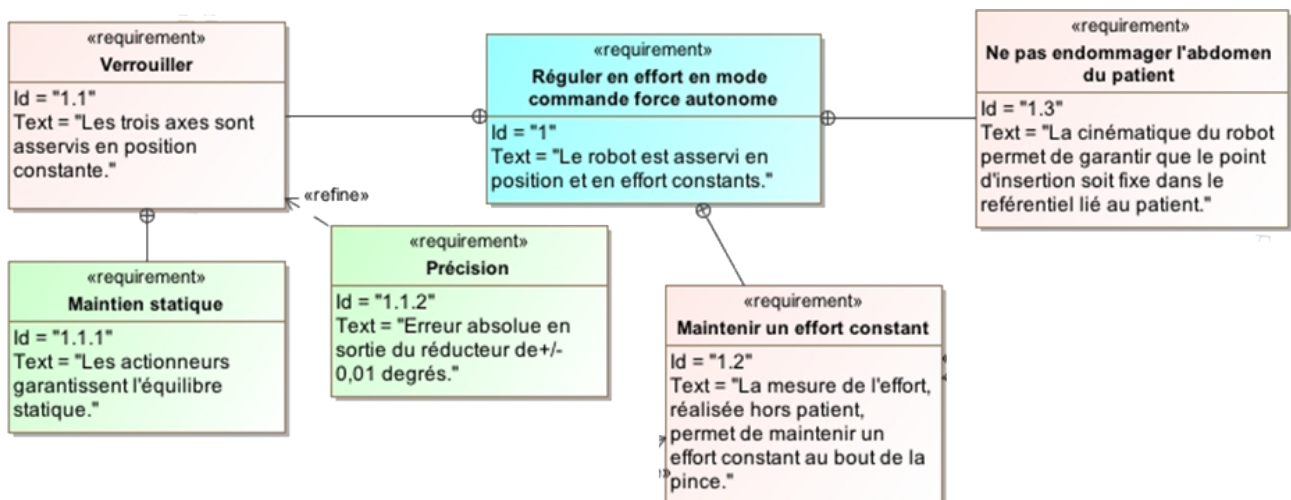 «requirement»
Verrouiller
Id = "1.1"
Text = "Les trois axes sont
asservis en position
constante."
«requirement»
Réguler en effort en mode
commande force autonome
Id = "1"
Text = "Le robot est asservi en
position et en effort constants."
«requirement»
Ne pas endommager l'abdomen
du patient
Id = "1.3"
Text = "La cinématique du robot
permet de garantir que le point
d'insertion soit fixe dans le
reférentiel lié au patient."
«refine»
«requirement»
Maintien statique
Id = "1.1.1"
Text = "Les actionneurs
garantissent l'équilibre
statique."
«requirement»
Précision
Id = "1.1.2"
Text = "Erreur absolue en
sortie du réducteur de+/-
0,01 degrés."
«requirement»
Maintenir un effort constant
Id = "1.2"
Text = "La mesure de l'effort,
réalisée hors patient,
permet de maintenir un
effort constant au bout de la
pince."